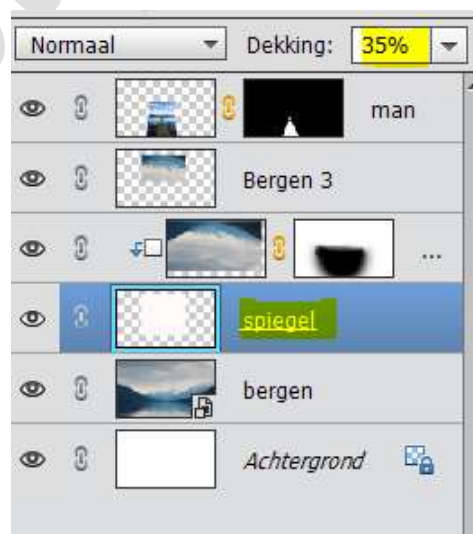 Normaal Dekking: 35%
man
Bergen 3
...
spiegel
bergen
Achtergrond